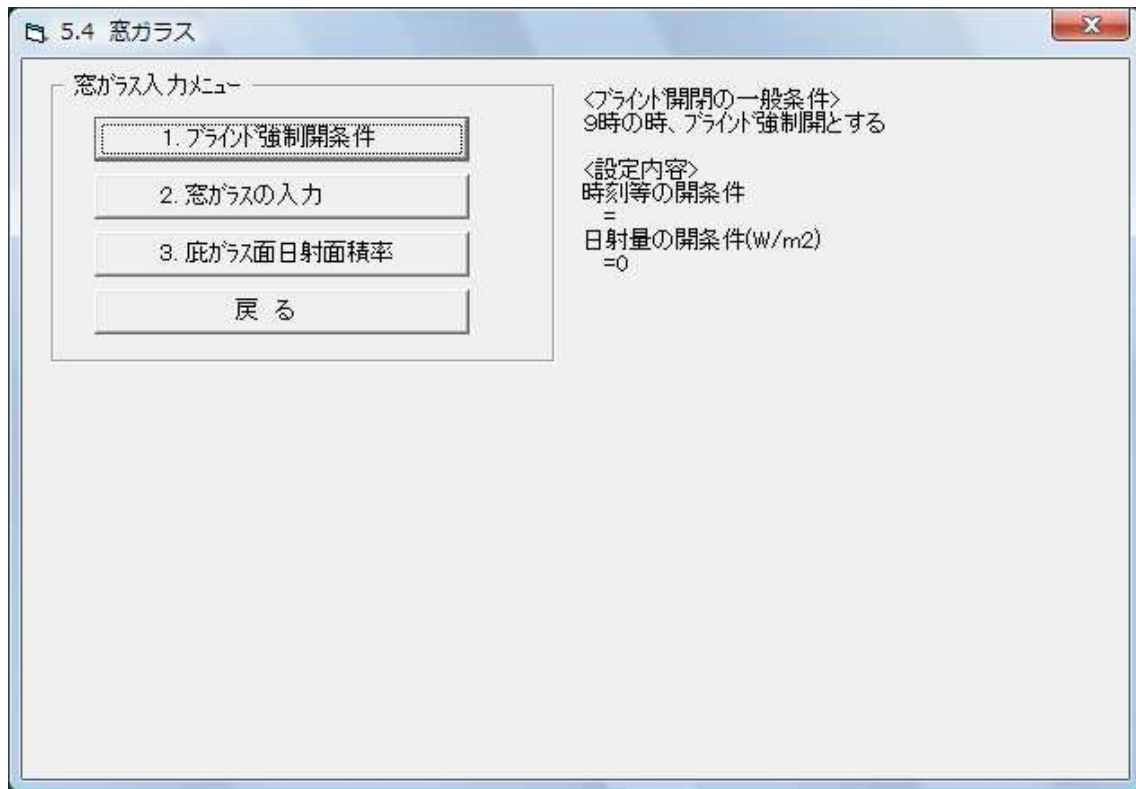 5.4 窓ガラス
窓ｶﾞﾗｽ入力ﾒﾆｭｰ
1. ﾌﾞﾗｲﾝﾄﾞ強制開条件
2. 窓ｶﾞﾗｽの入力
3. 庇ｶﾞﾗｽ面日射面積率
戻 る
<ﾌﾞﾗｲﾝﾄﾞ開閉の一般条件>
9時の時、ﾌﾞﾗｲﾝﾄﾞ強制開とする
<設定内容>
時刻等の開条件
=
日射量の開条件(W/m2)
=0